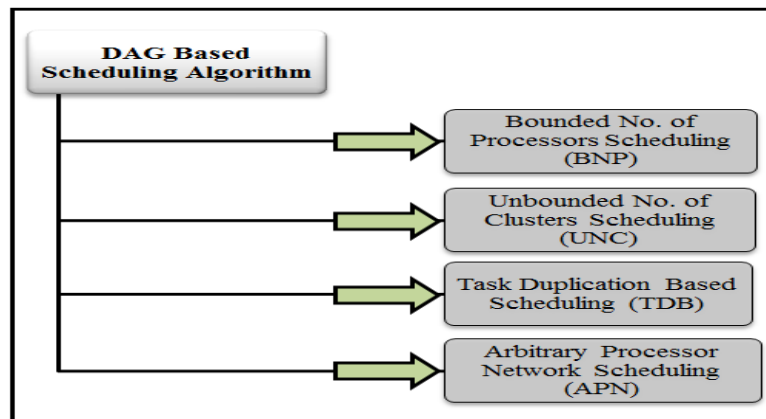 DAG Based
Scheduling Algorithm
Bounded No. of
Processors Scheduling
(BNP)
Unbounded No. of
Clusters Scheduling
(UNC)
Task Duplication Based
Scheduling (TDB)
Arbitrary Processor
Network Scheduling
(APN)